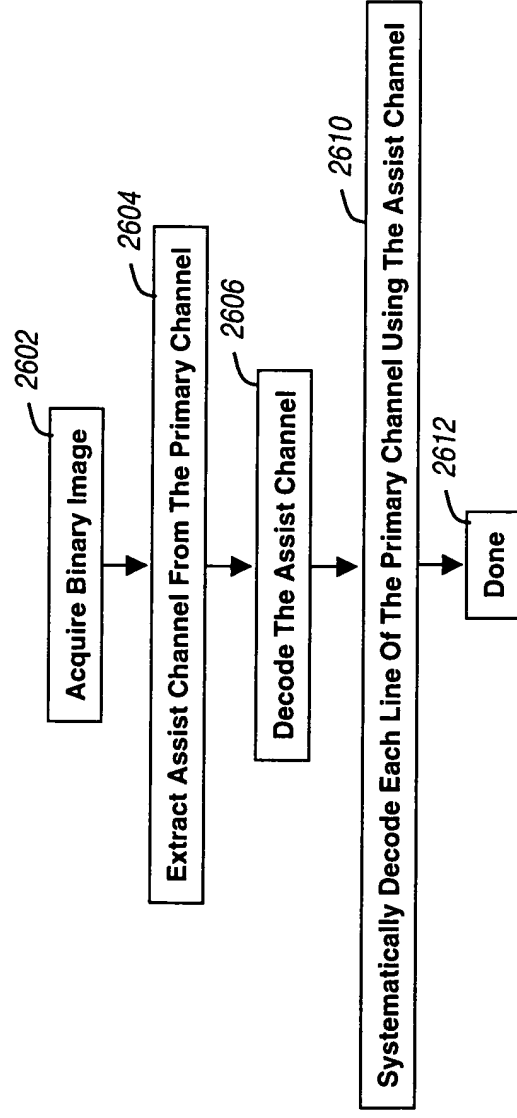 2602
Acquire Binary Image
2604
Extract Assist Channel From The Primary Channel
2606
Decode The Assist Channel
2610
Systematically Decode Each Line Of The Primary Channel Using The Assist Channel
2612
Done